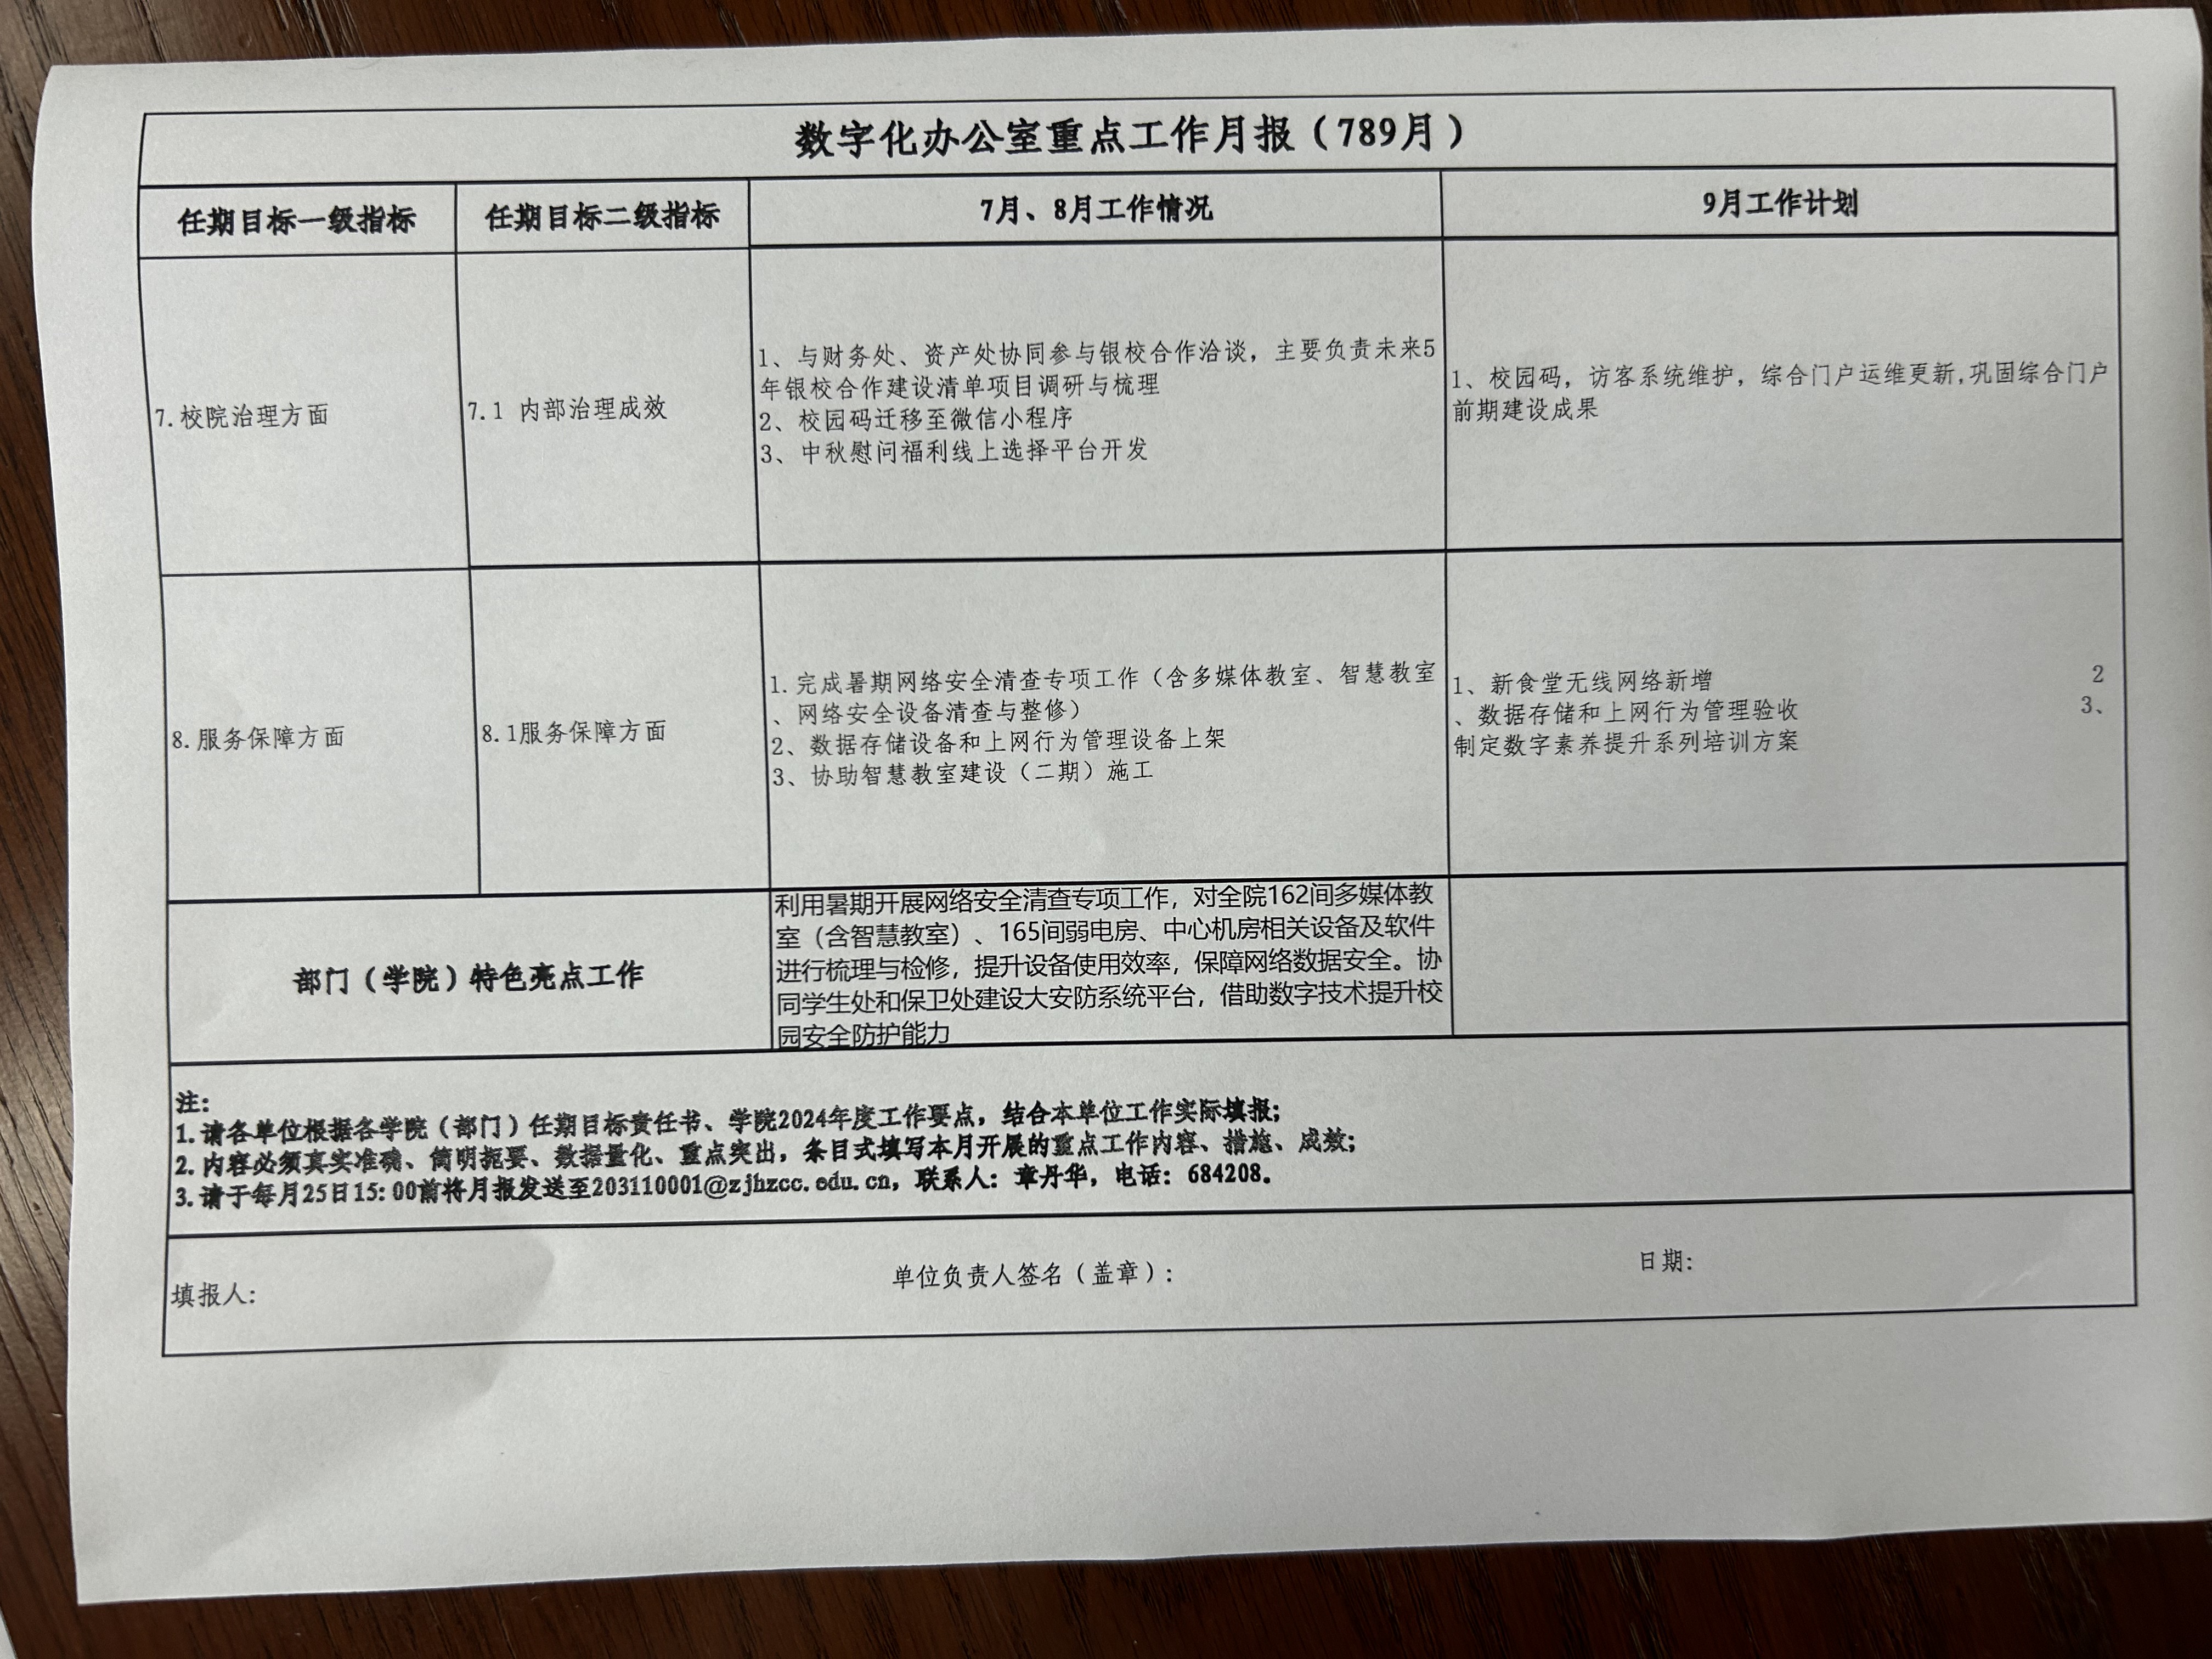 数字化办公室重点工作月报（789月）
任期目标一级指标
任期目标二级指标
7月、8月工作情况
9月工作计划
7.校院治理方面
7.1 内部治理成效
1、与财务处、资产处协同参与银校合作洽谈，主要负责未来5
年银校合作建设清单项目调研与梳理
2、校园码迁移至微信小程序
3、中秋慰问福利线上选择平台开发
1、校园码，访客系统维护，综合门户运维更新,巩固综合门户
前期建设成果
8.服务保障方面
8.1服务保障方面
1.完成暑期网络安全清查专项工作（含多媒体教室、智慧教室
、网络安全设备清查与整修）
2、数据存储设备和上网行为管理设备上架
3、协助智慧教室建设（二期）施工
1、新食堂无线网络新增 2
、数据存储和上网行为管理验收 3、
制定数字素养提升系列培训方案
部门（学院）特色亮点工作
利用暑期开展网络安全清查专项工作，对全院162间多媒体教
室（含智慧教室）、165间弱电房、中心机房相关设备及软件
进行梳理与检修，提升设备使用效率，保障网络数据安全。协
同学生处和保卫处建设大安防系统平台，借助数字技术提升校
园安全防护能力
注：
1.请各单位根据各学院（部门）任期目标责任书、学院2024年度工作要点，结合本单位工作实际填报；
2.内容必须真实准确、简明扼要、数据量化、重点突出，条目式填写本月开展的重点工作内容、措施、成效；
3.请于每月25日15:00前将月报发送至203110001@zjhzcc.edu.cn，联系人：章丹华，电话：684208。
填报人：
单位负责人签名（盖章）：
日期：